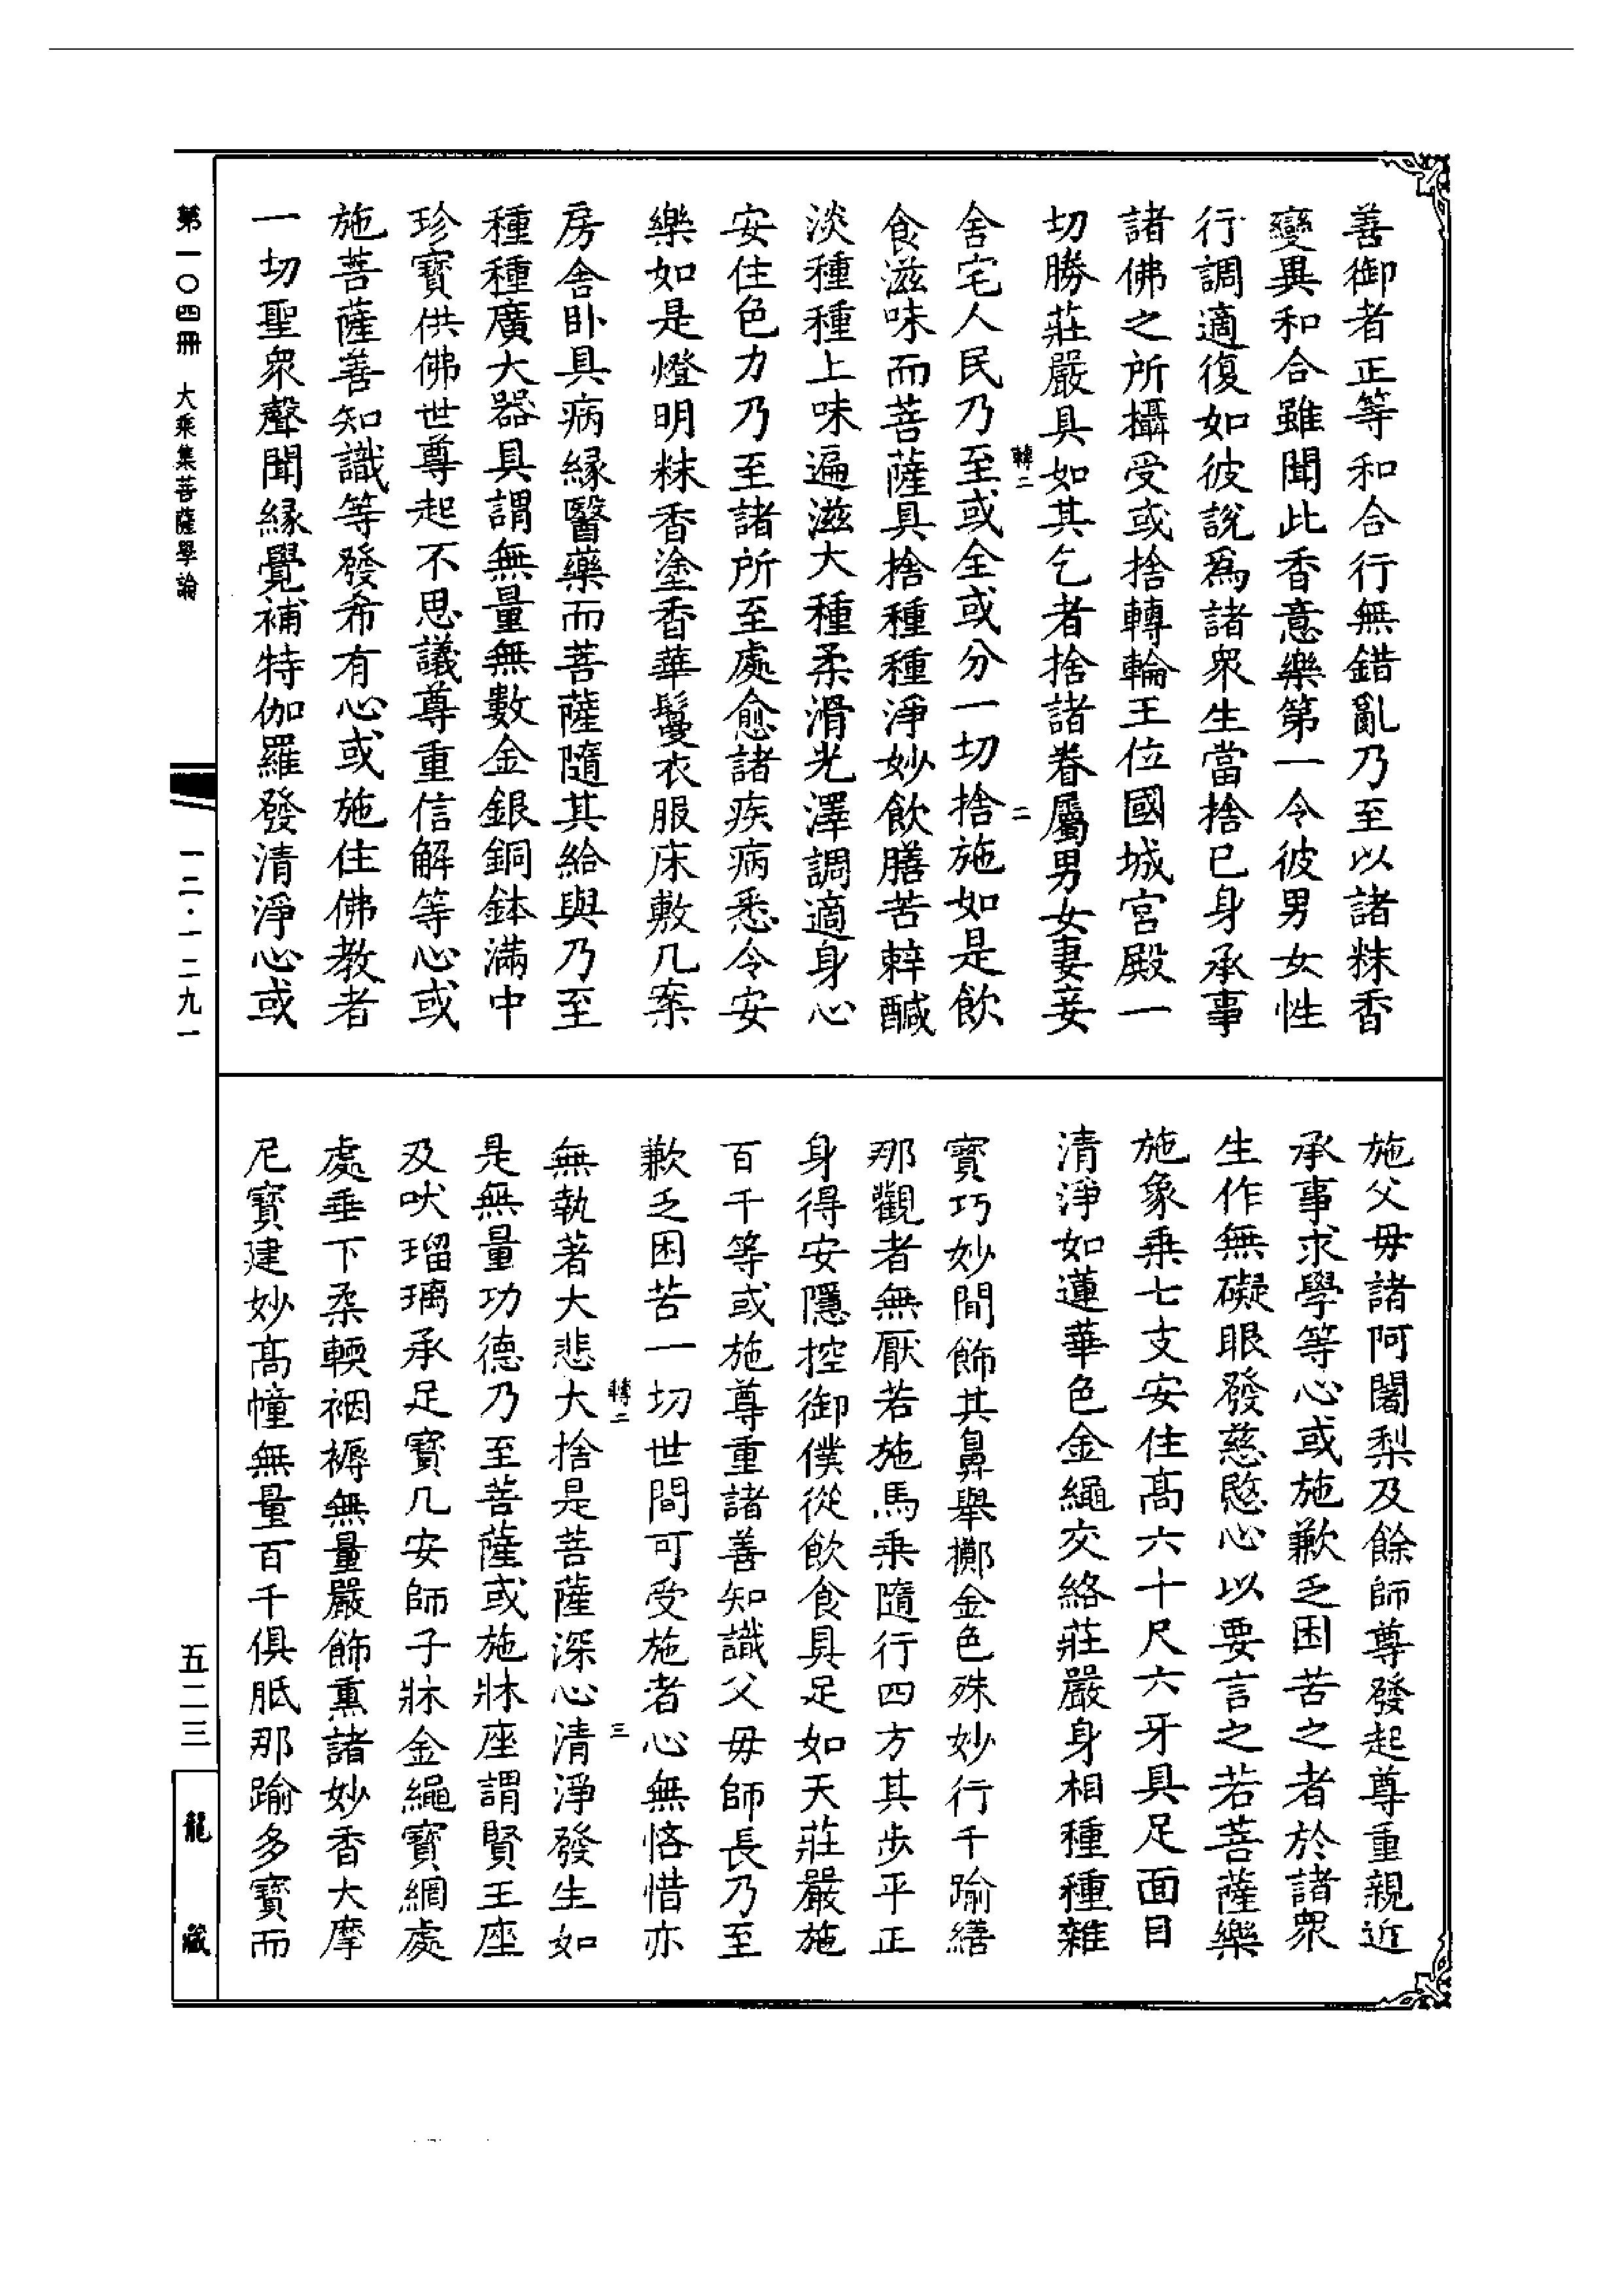 善御者正等和合行無錯亂乃至以諸粖香
變異和合雖聞此香意樂第一令彼男女性
行調適復如彼說為諸眾生當捨已身承事
諸佛之所攝受或捨轉輪王位國城宮殿一
切勝莊嚴具如其乞者捨諸眷屬男女妻妾
轉二
二
舍宅人民乃至或全或分一切捨施如是飲
食滋味而菩薩具捨種種淨妙飲膳苦辢醎
淡種種上味遍滋大種柔滑光澤調適身心
安住色力乃至諸所至處愈諸疾病悉令安
樂如是燈明粖香塗香華鬘衣服床敷几案
房舍卧具病緣醫藥而菩薩隨其給與乃至
種種廣大器具謂無量無數金銀銅鉢滿中
珍寶供佛世尊起不思議尊重信解等心或
施菩薩善知識等發希有心或施住佛教者
一切聖眾聲聞緣覺補特伽羅發清淨心或
施父母諸阿闍梨及餘師尊發起尊重親近
承事求學等心或施歉乏困苦之者於諸眾
生作無礙眼發慈愍心以要言之若菩薩樂
施象乘七支安住高六十尺六牙具足面目
清淨如蓮華色金繩交絡莊嚴身相種種雜
寶巧妙間飾其鼻舉擲金色殊妙行千踰繕
那觀者無厭若施馬乘隨行四方其步平正
身得安隱控御僕從飲食具足如天莊嚴施
百千等或施尊重諸善知識父母師長乃至
歉乏困苦一切世間可受施者心無悋惜亦
轉二
三
無執著大悲大捨是菩薩深心清淨發生如
是無量功德乃至菩薩或施牀座謂賢王座
及吠瑠璃承足寶几安師子牀金繩寶網處
處垂下柔輭裀褥無量嚴飾熏諸妙香大摩
尼寶建妙高幢無量百千俱胝那踰多寶而
第一〇四冊 大乘集菩薩學論
一二·一二九一
五二三
龍藏